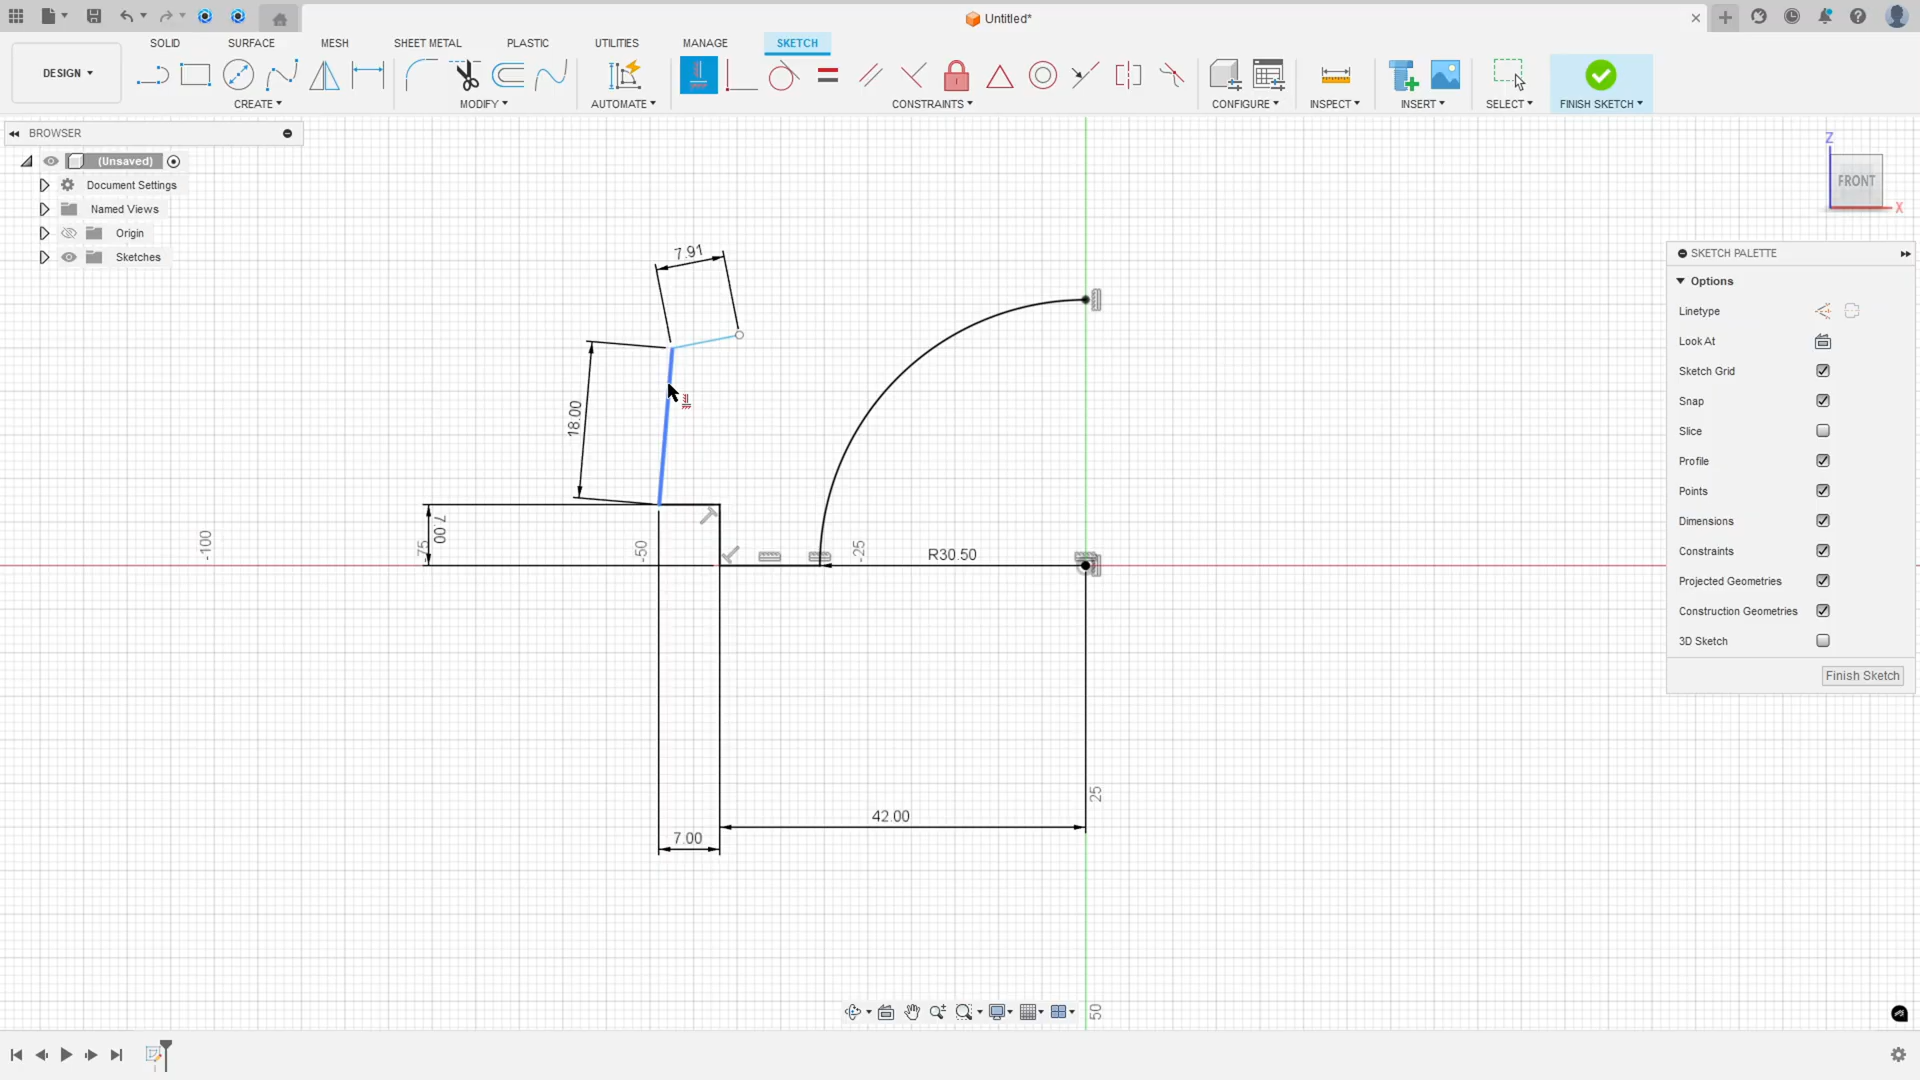 Untitled*
SOLID
SURFACE
MESH
SHEET METAL
PLASTIC
UTILITIES
MANAGE
SKETCH
DESIGN
CREATE
MODIFY
AUTOMATE
CONSTRAINTS
CONFIGURE
INSPECT
INSERT
SELECT
FINISH SKETCH
BROWSER
(Unsaved)
Document Settings
Named Views
Origin
Sketches
Z
FRONT
X
SKETCH PALETTE
Options
Linetype
Look At
Sketch Grid
Snap
Slice
Profile
Points
Dimensions
Constraints
Projected Geometries
Construction Geometries
3D Sketch
Finish Sketch
7.91
18.00
7.00
-100
-75
-50
-25
R30.50
25
42.00
7.00
50